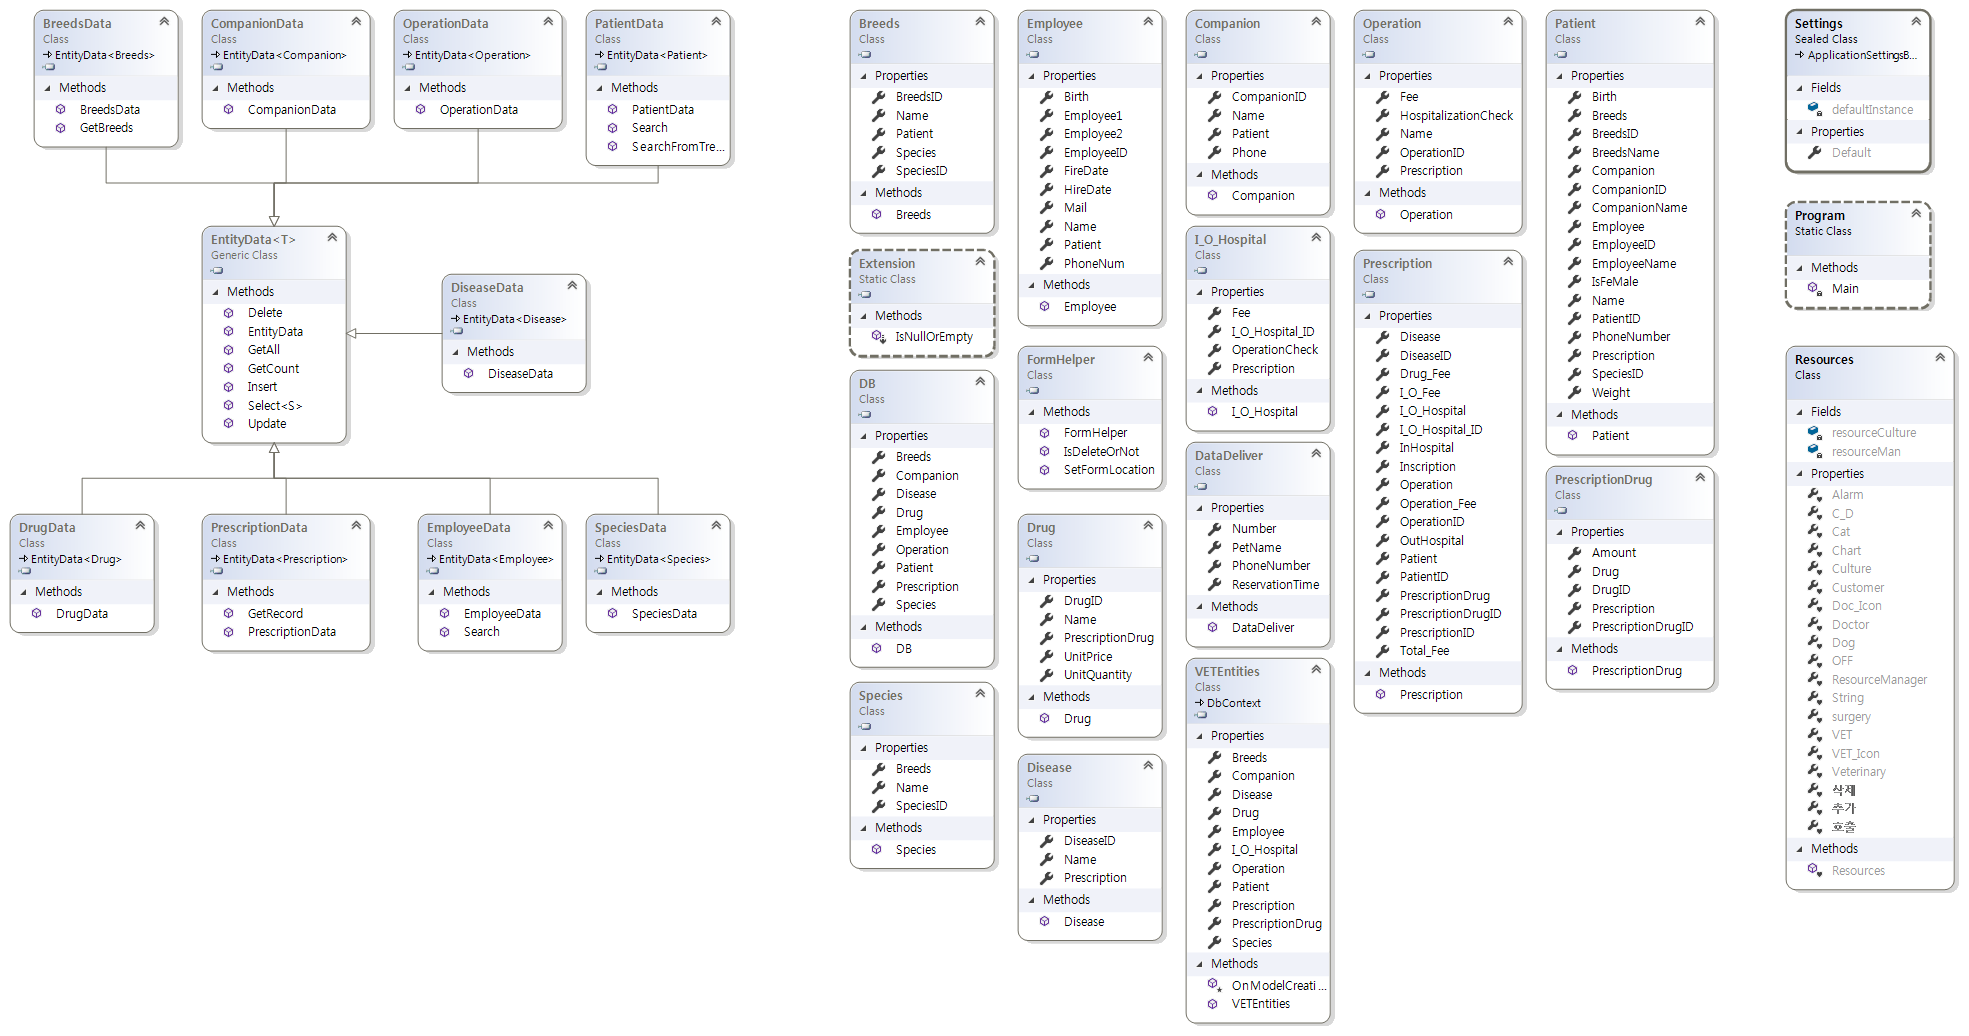 BreedsData
Class
EntityData<Breeds>
Methods
BreedsData
GetBreeds
CompanionData
Class
EntityData<Companion>
Methods
CompanionData
OperationData
Class
EntityData<Operation>
Methods
OperationData
PatientData
Class
EntityData<Patient>
Methods
PatientData
Search
SearchFromTre...
EntityData<T>
Generic Class
Methods
Delete
EntityData
GetAll
GetCount
Insert
Select<S>
Update
DiseaseData
Class
EntityData<Disease>
Methods
DiseaseData
DrugData
Class
EntityData<Drug>
Methods
DrugData
PrescriptionData
Class
EntityData<Prescription>
Methods
GetRecord
PrescriptionData
EmployeeData
Class
EntityData<Employee>
Methods
EmployeeData
Search
SpeciesData
Class
EntityData<Species>
Methods
SpeciesData
Breeds
Class
Properties
BreedsID
Name
Patient
Species
SpeciesID
Methods
Breeds
Extension
Static Class
Methods
IsNullOrEmpty
DB
Class
Properties
Breeds
Companion
Disease
Drug
Employee
Operation
Patient
Prescription
Species
Methods
DB
Species
Class
Properties
Breeds
Name
SpeciesID
Methods
Species
Employee
Class
Properties
Birth
Employee1
Employee2
EmployeeID
FireDate
HireDate
Mail
Name
Patient
PhoneNum
Methods
Employee
FormHelper
Class
Methods
FormHelper
IsDeleteOrNot
SetFormLocation
Drug
Class
Properties
DrugID
Name
PrescriptionDrug
UnitPrice
UnitQuantity
Methods
Drug
Disease
Class
Properties
DiseaseID
Name
Prescription
Methods
Disease
Companion
Class
Properties
CompanionID
Name
Patient
Phone
Methods
Companion
I_O_Hospital
Class
Properties
Fee
I_O_Hospital_ID
OperationCheck
Prescription
Methods
I_O_Hospital
DataDeliver
Class
Properties
Number
PetName
PhoneNumber
ReservationTime
Methods
DataDeliver
VETEntities
Class
DbContext
Properties
Breeds
Companion
Disease
Drug
Employee
I_O_Hospital
Operation
Patient
Prescription
PrescriptionDrug
Species
Methods
OnModelCreati...
VETEntities
Operation
Class
Properties
Fee
HospitalizationCheck
Name
OperationID
Prescription
Methods
Operation
Prescription
Class
Properties
Disease
DiseaseID
Drug_Fee
I_O_Fee
I_O_Hospital
I_O_Hospital_ID
InHospital
Inscription
Operation
Operation_Fee
OperationID
OutHospital
Patient
PatientID
PrescriptionDrug
PrescriptionDrugID
PrescriptionID
Total_Fee
Methods
Prescription
Patient
Class
Properties
Birth
Breeds
BreedsID
BreedsName
Companion
CompanionID
CompanionName
Employee
EmployeeID
EmployeeName
IsFeMale
Name
PatientID
PhoneNumber
Prescription
SpeciesID
Weight
Methods
Patient
PrescriptionDrug
Class
Properties
Amount
Drug
DrugID
Prescription
PrescriptionDrugID
Methods
PrescriptionDrug
Settings
Sealed Class
ApplicationSettingsB...
Fields
defaultInstance
Properties
Default
Program
Static Class
Methods
Main
Resources
Class
Fields
resourceCulture
resourceMan
Properties
Alarm
C_D
Cat
Chart
Culture
Customer
Doc_Icon
Doctor
Dog
OFF
ResourceManager
String
surgery
VET
VET_Icon
Veterinary
삭제
추가
호출
Methods
Resources